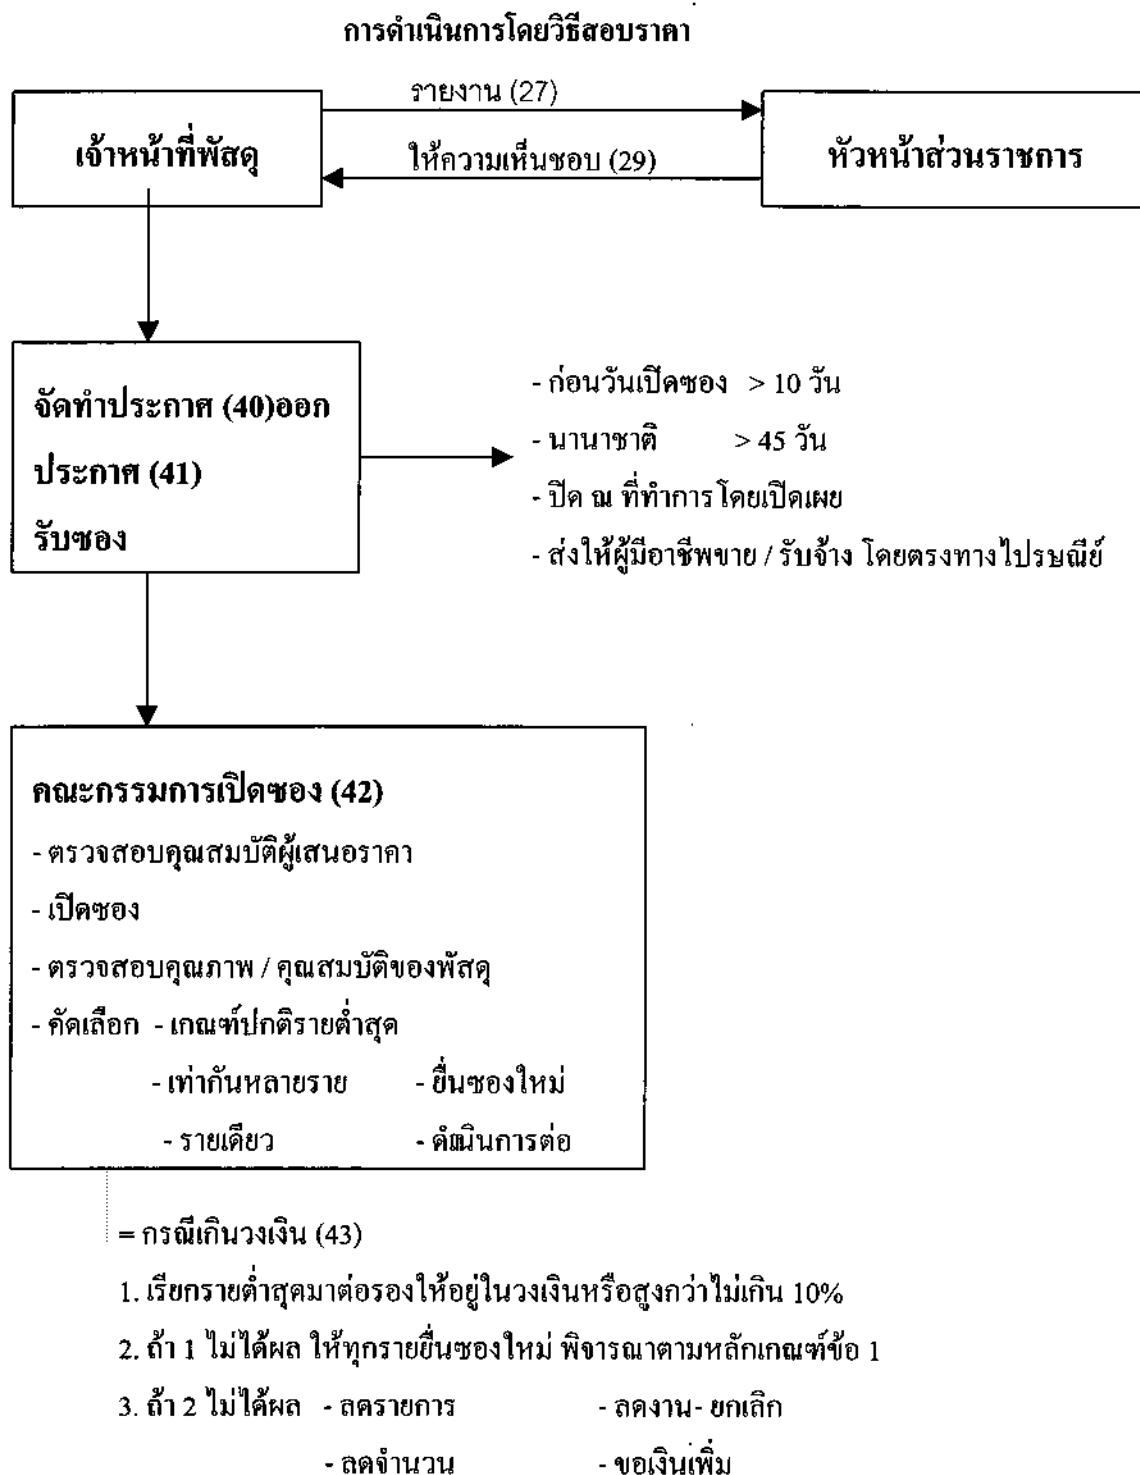 การดำเนินการโดยวิธีสอบราคา
รายงาน (27)
เจ้าหน้าที่พัสดุ
ให้ความเห็นชอบ (29)
หัวหน้าส่วนราชการ
จัดทำประกาศ (40)ออก
ประกาศ (41)
รับซอง
- ก่อนวันเปิดซอง > 10 วัน
- นานาชาติ > 45 วัน
- ปิด ณ ที่ทำการโดยเปิดเผย
- ส่งให้ผู้มีอาชีพขาย / รับจ้าง โดยตรงทางไปรษณีย์
คณะกรรมการเปิดซอง (42)
- ตรวจสอบคุณสมบัติผู้เสนอราคา
- เปิดซอง
- ตรวจสอบคุณภาพ / คุณสมบัติของพัสดุ
- คัดเลือก - เกณฑ์ปกติรายต่ำสุด
- เท่ากันหลายราย - ยื่นซองใหม่
- รายเดียว - ดำเนินการต่อ
= กรณีเกินวงเงิน (43)
1. เรียกรายต่ำสุดมาต่อรองให้อยู่ในวงเงินหรือสูงกว่าไม่เกิน 10%
2. ถ้า 1 ไม่ได้ผล ให้ทุกรายยื่นซองใหม่ พิจารณาตามหลักเกณฑ์ข้อ 1
3. ถ้า 2 ไม่ได้ผล - ลดรายการ - ลดงาน- ยกเลิก
- ลดจำนวน - ขอเงินเพิ่ม